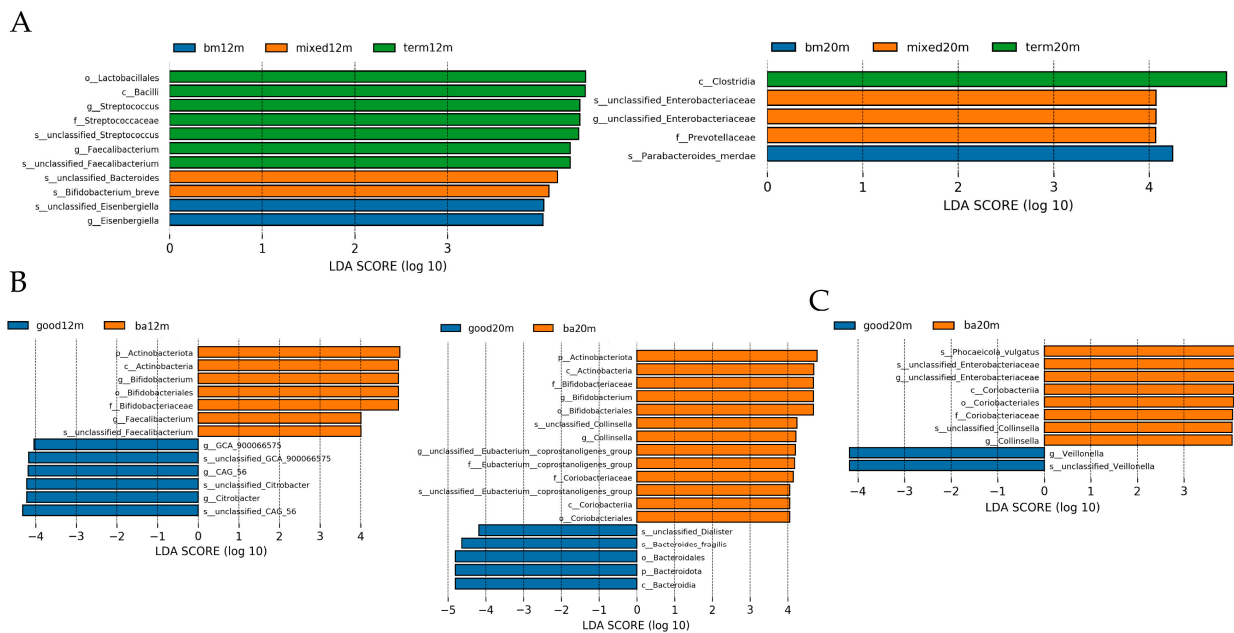 A
bm12m mixed12m term12m
o__Lactobacillales
c__Bacilli
g__Streptococcus
f__Streptococcaceae
s__unclassified_Streptococcus
g__Faecalibacterium
s__unclassified_Faecalibacterium
s__unclassified_Bacteroides
s__Bifidobacterium_breve
s__unclassified_Eisenbergiella
g__Eisenbergiella
0 1 2 3
LDA SCORE (log 10)
bm20m mixed20m term20m
c__Clostridia
s__unclassified_Enterobacteriaceae
g__unclassified_Enterobacteriaceae
f__Prevotellaceae
s__Parabacteroides_merdae
0 1 2 3 4
LDA SCORE (log 10)
B
good12m ba12m
p__Actinobacteriota
c__Actinobacteria
g__Bifidobacterium
o__Bifidobacteriales
f__Bifidobacteriaceae
g__Faecalibacterium
s__unclassified_Faecalibacterium
g__GCA_900066575
s__unclassified_GCA_900066575
g__CAG_56
s__unclassified_Citrobacter
g__Citrobacter
s__unclassified_CAG_56
−4 −3 −2 −1 0 1 2 3 4
LDA SCORE (log 10)
good20m ba20m
p__Actinobacteriota
c__Actinobacteria
f__Bifidobacteriaceae
g__Bifidobacterium
o__Bifidobacteriales
s__unclassified_Collinsella
g__Collinsella
g__unclassified__Eubacterium__coprostanoligenes_group
f__Eubacterium_coprostanoligenes_group
f__Coriobacteriaceae
s__unclassified__Eubacterium__coprostanoligenes_group
c__Coriobacteriia
o__Coriobacteriales
s__unclassified_Dialister
s__Bacteroides_fragilis
o__Bacteroidales
p__Bacteroidota
c__Bacteroidia
−5 −4 −3 −2 −1 0 1 2 3 4
LDA SCORE (log 10)
C
good20m ba20m
s__Phocaeicola_vulgatus
s__unclassified_Enterobacteriaceae
g__unclassified_Enterobacteriaceae
c__Coriobacteriia
o__Coriobacteriales
f__Coriobacteriaceae
s__unclassified_Collinsella
g__Collinsella
g__Veillonella
s__unclassified_Veillonella
−4 −3 −2 −1 0 1 2 3
LDA SCORE (log 10)